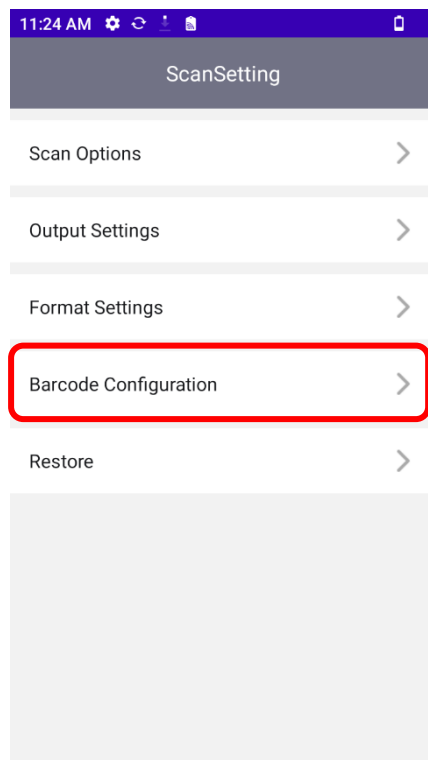 11:24 AM
ScanSetting
Scan Options
Output Settings
Format Settings
Barcode Configuration
Restore